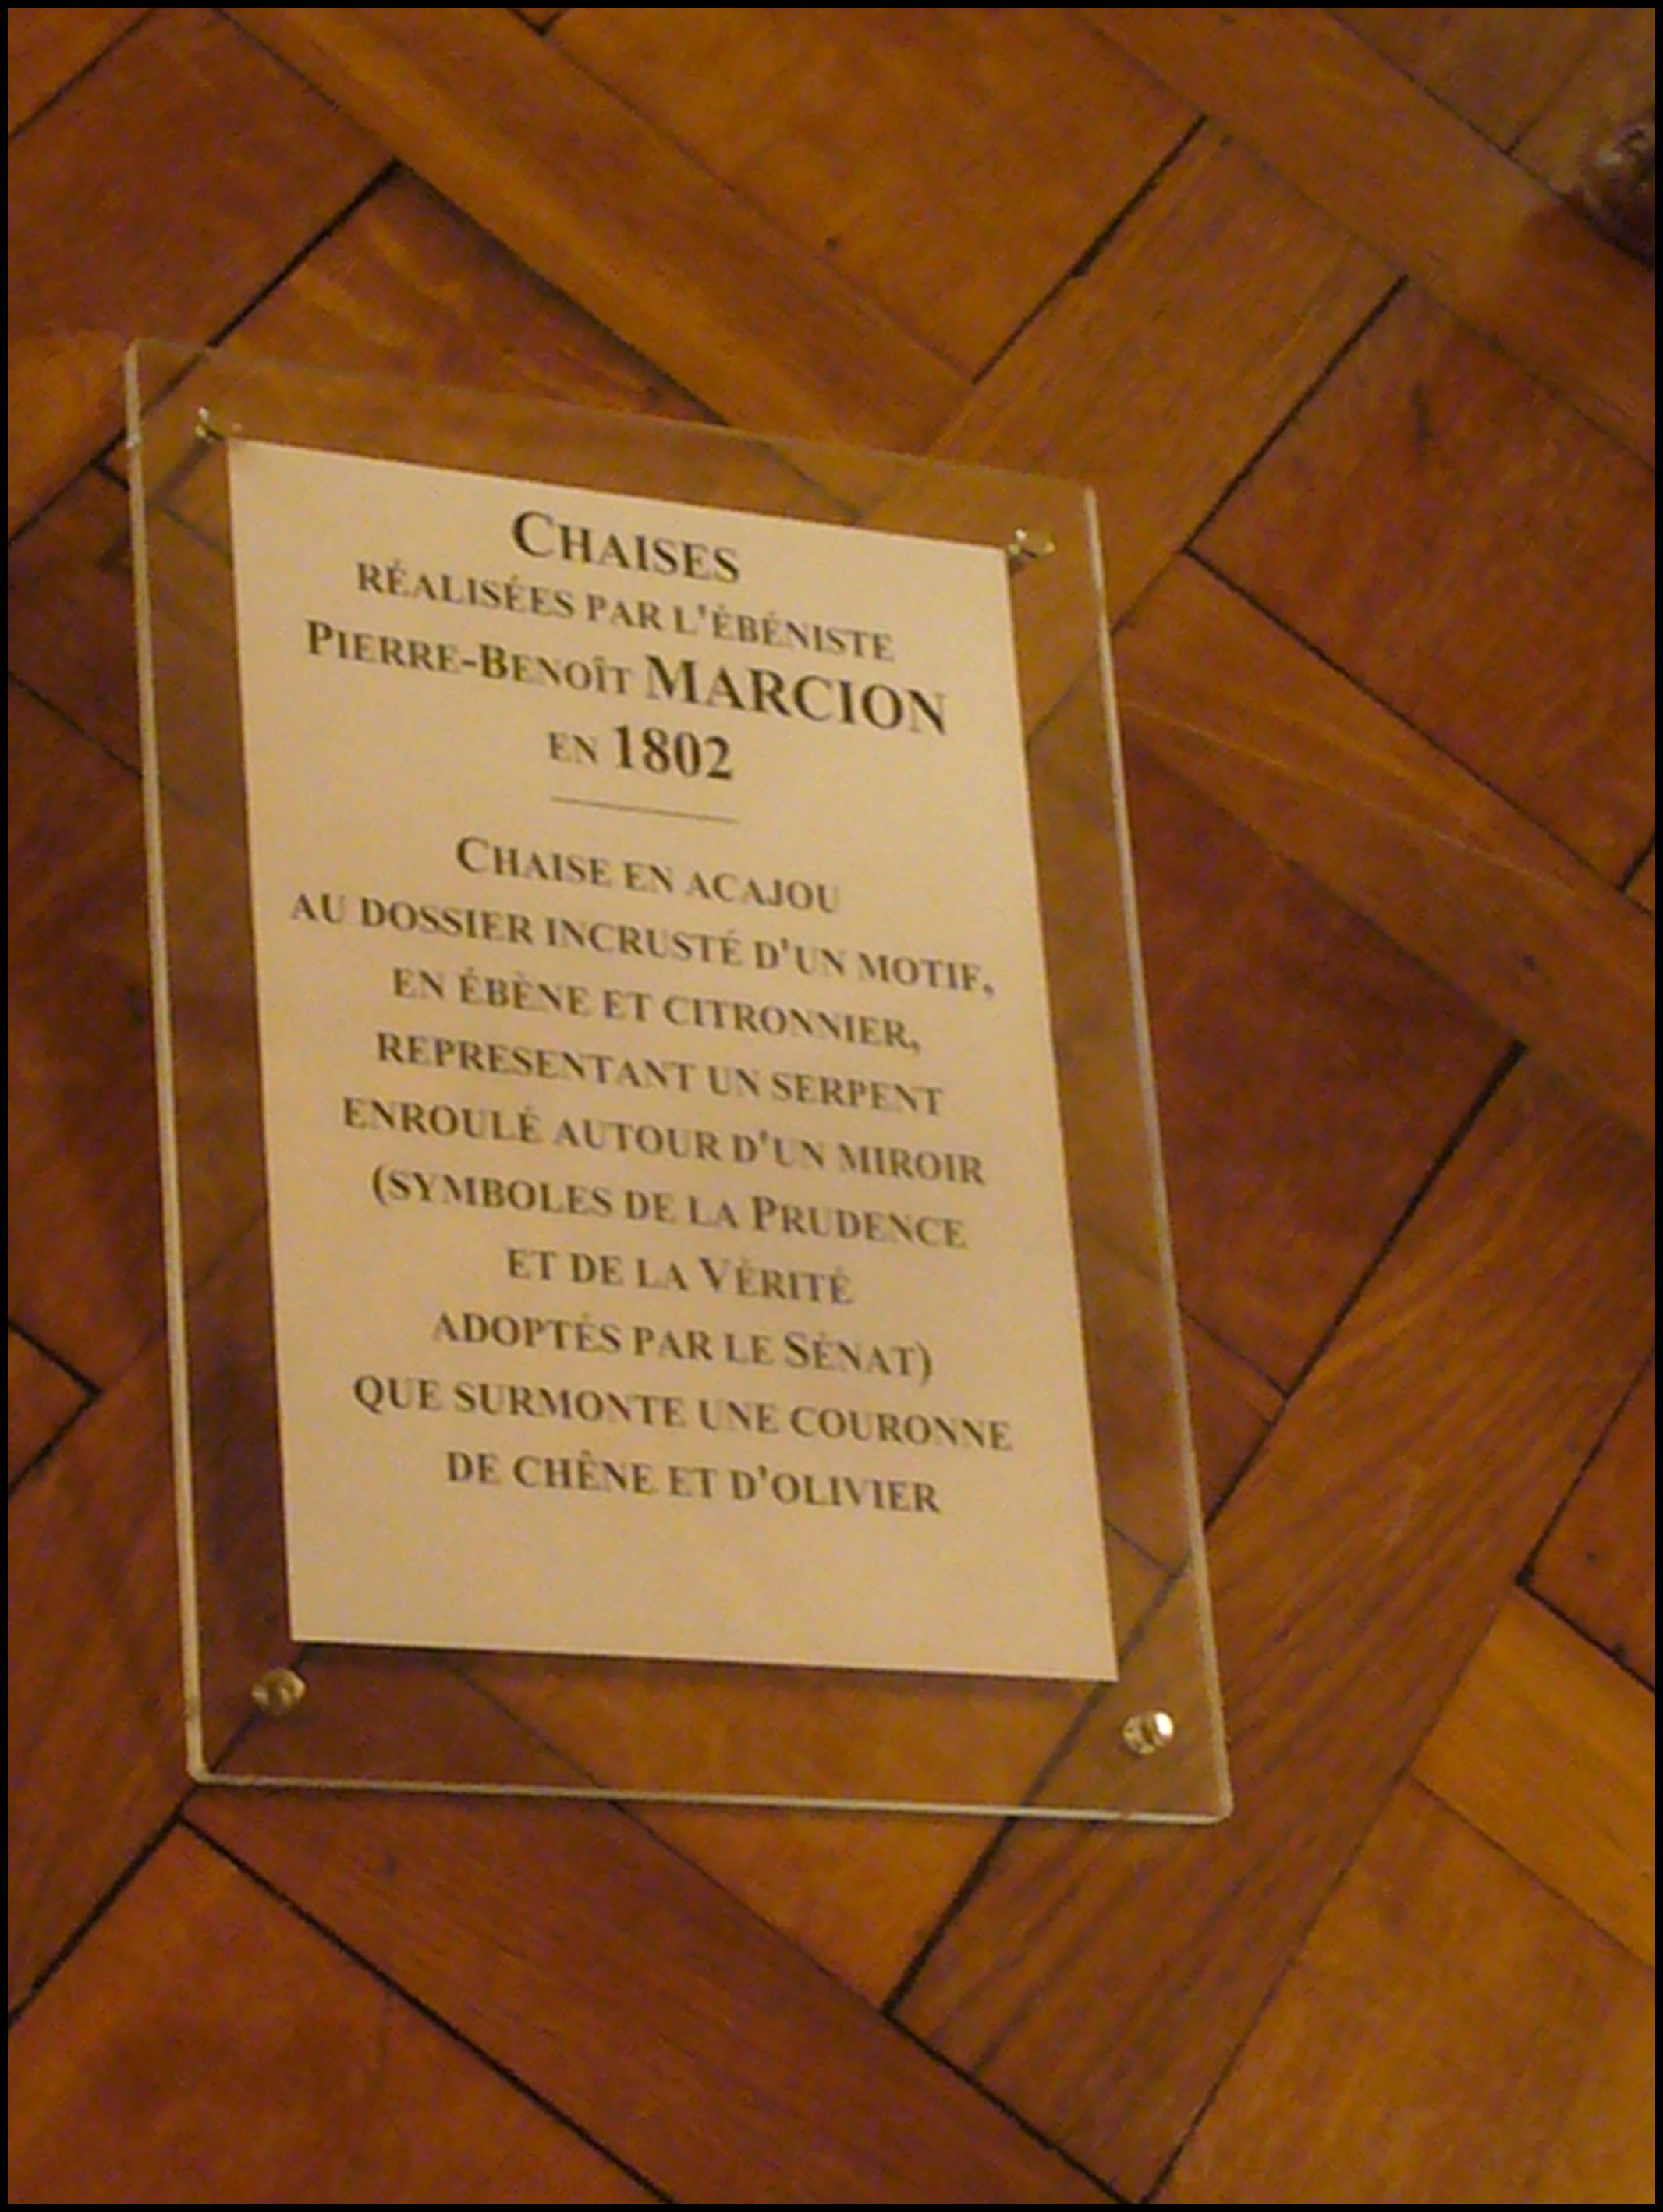 CHAISES
RÉALISÉES PAR L'ÉBÉNISTE
PIERRE-BENOÎT MARCION
EN 1802
CHAISE EN ACAJOU
AU DOSSIER INCRUSTÉ D'UN MOTIF,
EN ÉBÈNE ET CITRONNIER,
REPRESENTANT UN SERPENT
ENROULÉ AUTOUR D'UN MIROIR
(SYMBOLES DE LA PRUDENCE
ET DE LA VÉRITÉ
ADOPTÉS PAR LE SÉNAT)
QUE SURMONTE UNE COURONNE
DE CHÊNE ET D'OLIVIER